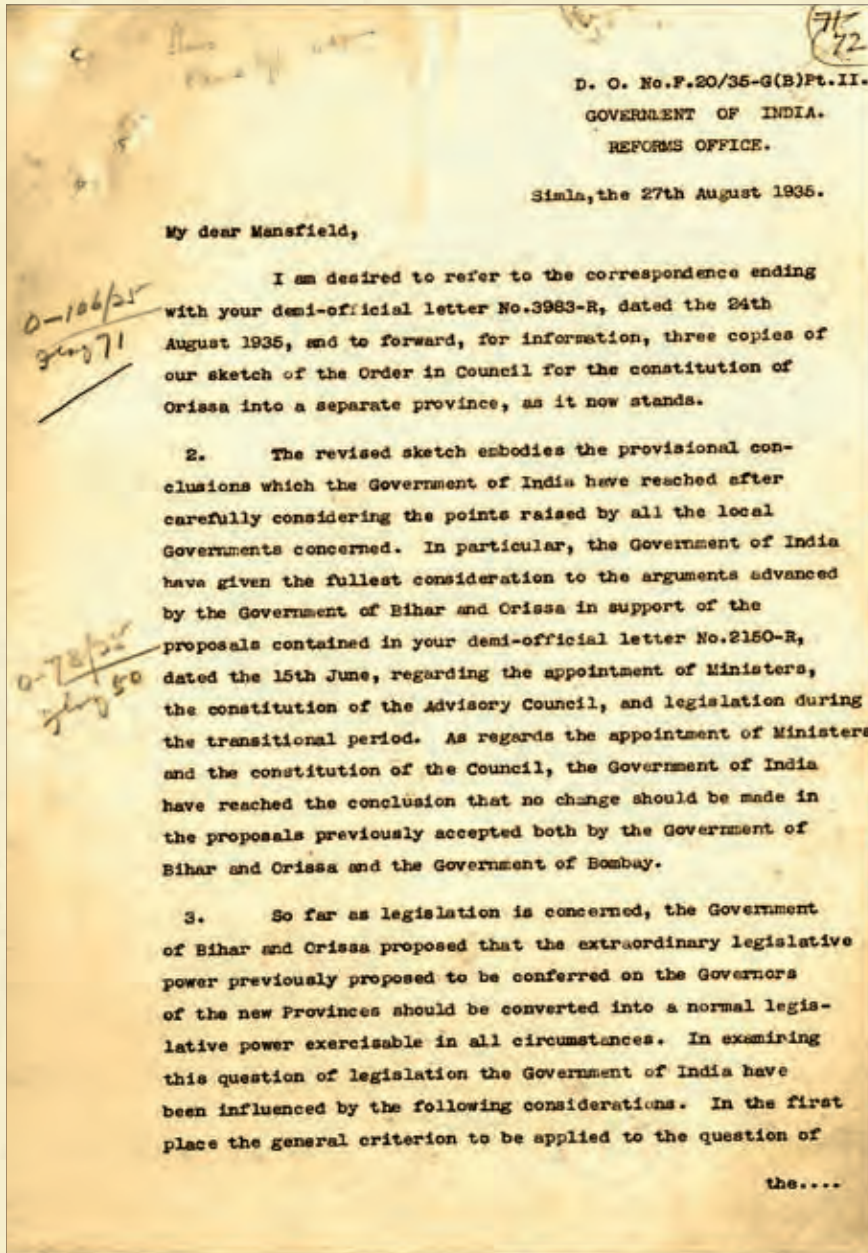 71-
72
D. O. No.F.20/35-G(B)Pt.II.
GOVERNMENT OF INDIA.
REFORMS OFFICE.
Simla,the 27th August 1935.
My dear Mansfield,
I am desired to refer to the correspondence ending
with your demi-official letter No.3983-R, dated the 24th
August 1935, and to forward, for information, three copies of
our sketch of the Order in Council for the constitution of
Orissa into a separate province, as it now stands.
2. The revised sketch embodies the provisional con-
clusions which the Government of India have reached after
carefully considering the points raised by all the local
Governments concerned. In particular, the Government of India
have given the fullest consideration to the arguments advanced
by the Government of Bihar and Orissa in support of the
proposals contained in your demi-official letter No.2150-R,
dated the 15th June, regarding the appointment of Ministers,
the constitution of the Advisory Council, and legislation during
the transitional period. As regards the appointment of Ministers
and the constitution of the Council, the Government of India
have reached the conclusion that no change should be made in
the proposals previously accepted both by the Government of
Bihar and Orissa and the Government of Bombay.
3. So far as legislation is concerned, the Government
of Bihar and Orissa proposed that the extraordinary legislative
power previously proposed to be conferred on the Governors
of the new Provinces should be converted into a normal legis-
lative power exercisable in all circumstances. In examining
this question of legislation the Government of India have
been influenced by the following considerations. In the first
place the general criterion to be applied to the question of
the....